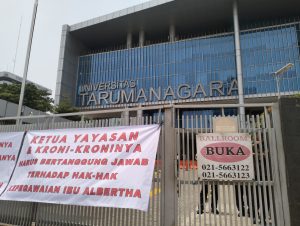 UNIVERSITAS
TARUMANAGARA
KETUA YAYASAN
& KRONI-KRONINYA
HARUS BERTANGGUNG JAWAB
TERHADAP HAK-HAK
KEPEGAWAIAN IBU ALBERTHA
BALLROOM
BUKA
021-5663122
021-5663123